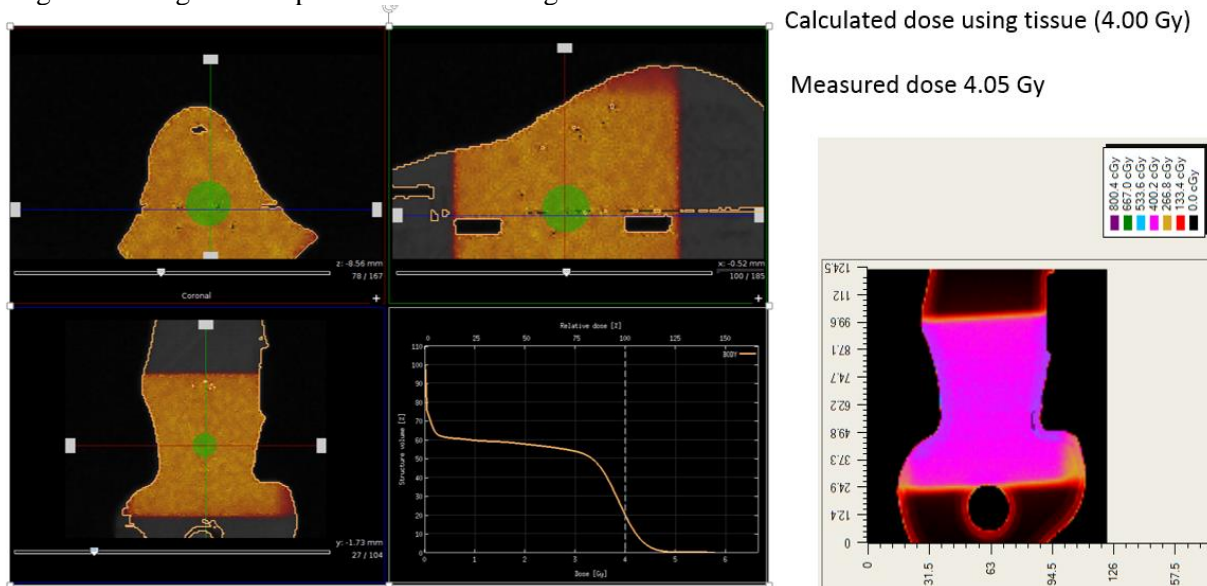 Calculated dose using tissue (4.00 Gy)
Measured dose 4.05 Gy
z: -8.56 mm
78 / 167
Coronal
x: -0.52 mm
100 / 185
y: -1.73 mm
27 / 104
Relative dose [%]
0 25 50 75 100 125 150
BODY
Structure volume [%]
110
100
90
80
70
60
50
40
30
20
10
0
0 1 2 3 4 5 6
Dose [Gy]
800.4 cGy
667.0 cGy
533.6 cGy
400.2 cGy
266.8 cGy
133.4 cGy
0.0 cGy
124.5
112
99.6
87.1
74.7
62.2
49.8
37.3
24.9
12.4
0
0 31.5 63 94.5 126 157.5